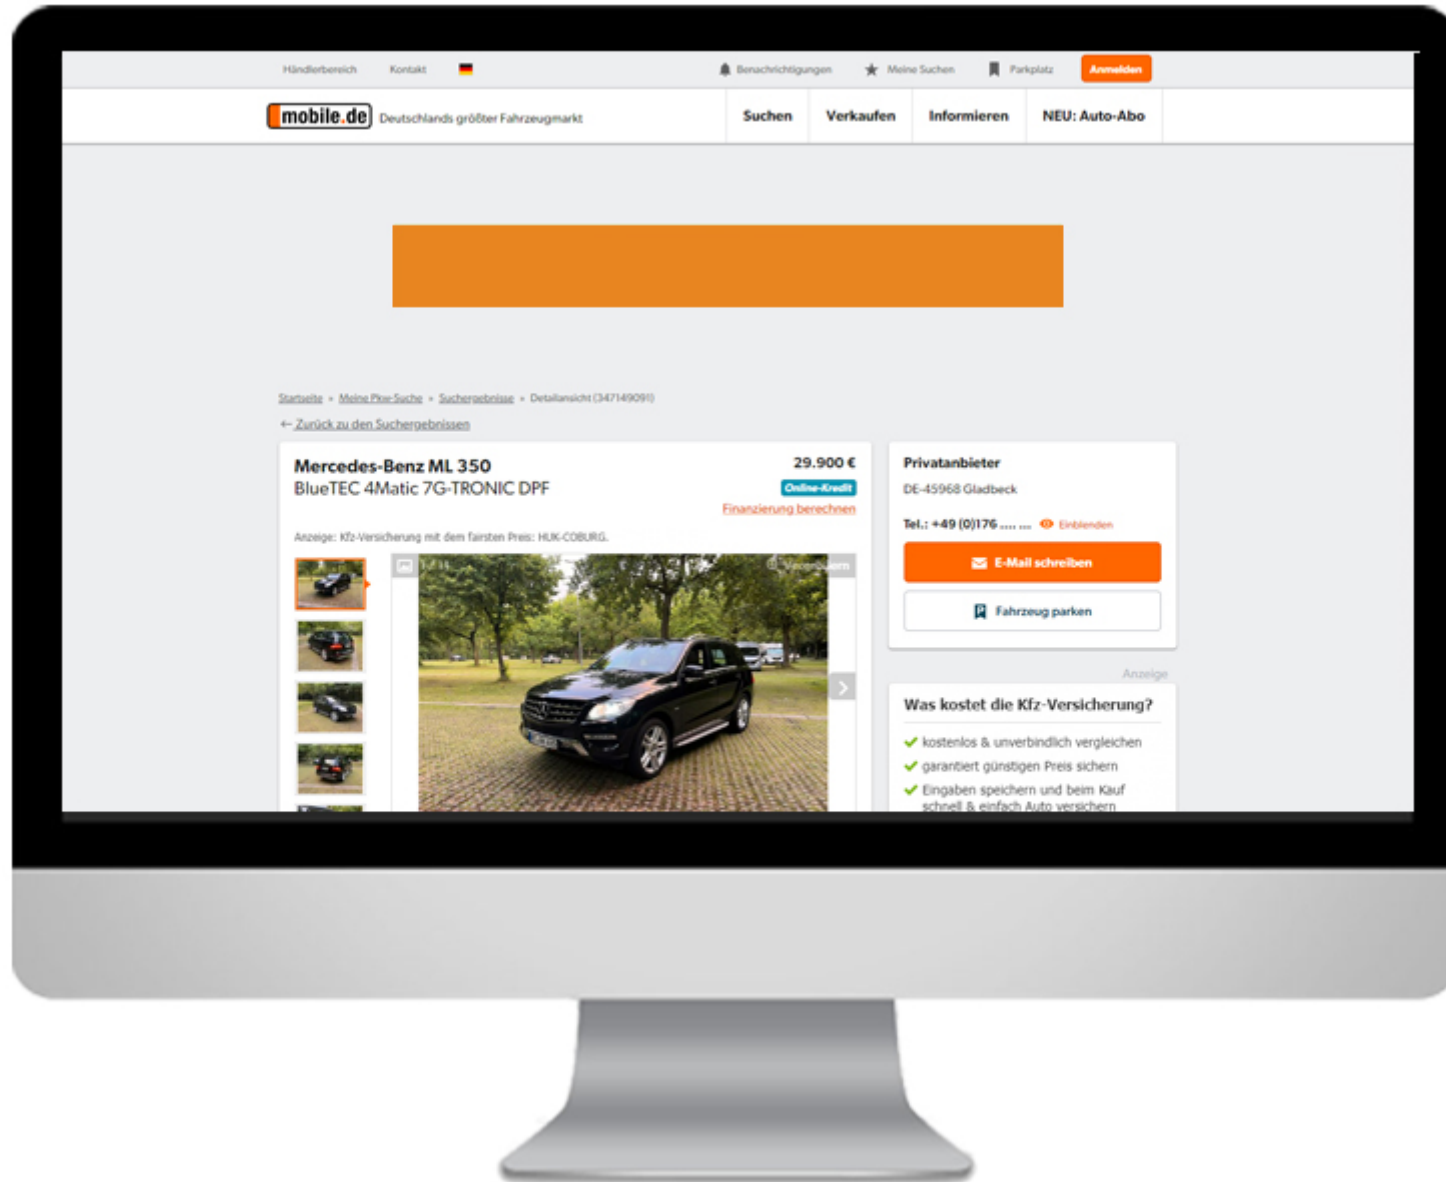 Händlerbereich Kontakt Benachrichtigungen Meine Suchen Parkplatz Anmelden
mobile.de Deutschlands größter Fahrzeugmarkt Suchen Verkaufen Informieren NEU: Auto-Abo
Startseite » Meine Pkw-Suche » Suchergebnisse » Detailansicht (347149091)
← Zurück zu den Suchergebnissen
Mercedes-Benz ML 350 29.900 €
BlueTEC 4Matic 7G-TRONIC DPF Online-Kredit
Finanzierung berechnen
Anzeige: Kfz-Versicherung mit dem fairsten Preis: HUK-COBURG.
Vergrößern
Privatanbieter
DE-45968 Gladbeck
Tel.: +49 (0)176 .... ... Einblenden
E-Mail schreiben
Fahrzeug parken
Anzeige
Was kostet die Kfz-Versicherung?
kostenlos & unverbindlich vergleichen
garantiert günstigen Preis sichern
Eingaben speichern und beim Kauf
schnell & einfach Auto versichern